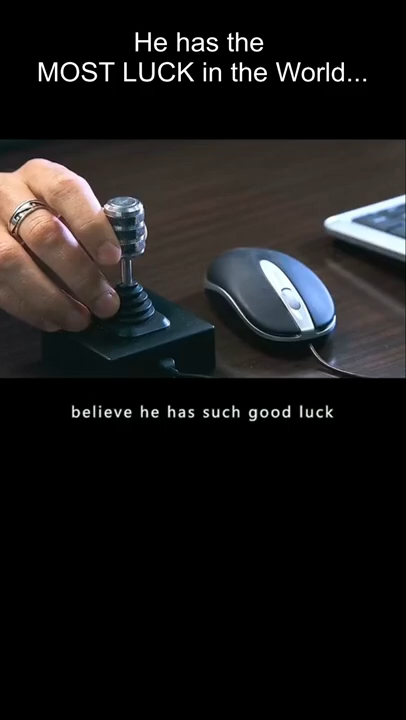 He has the
MOST LUCK in the World...
believe he has such good luck